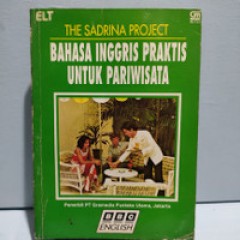 ELT
THE SADRINA PROJECT
BAHASA INGGRIS PRAKTIS
UNTUK PARIWISATA
Penerbit PT Gramedia Pustaka Utama, Jakarta
BBC
ENGLISH